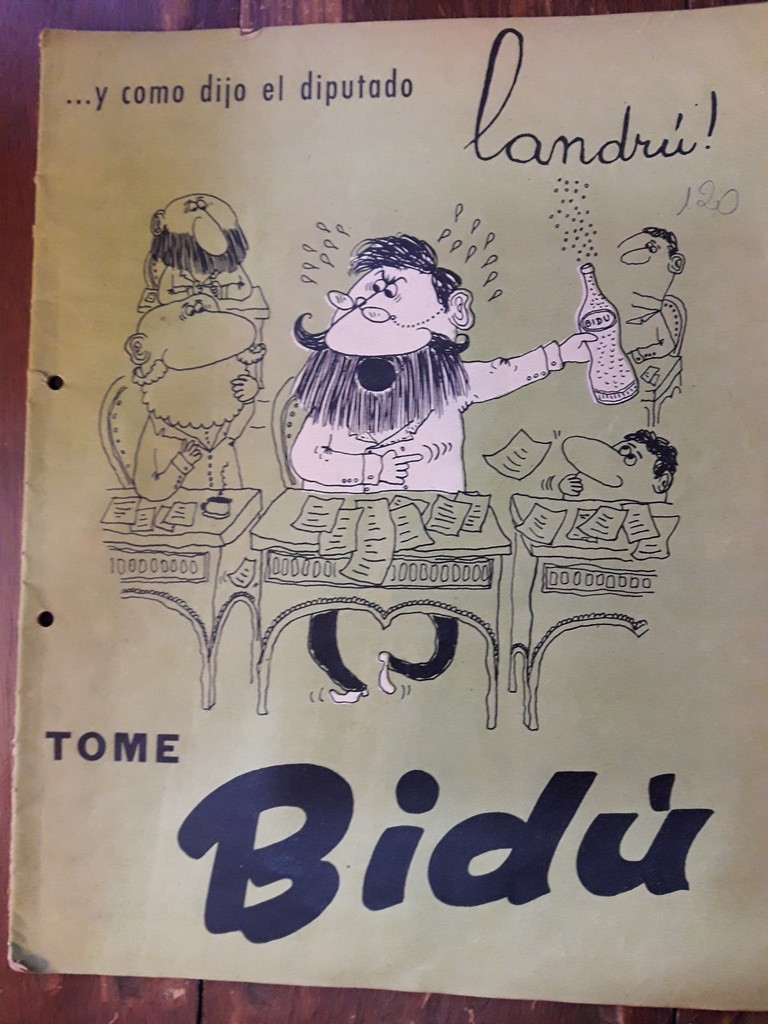 ...y como dijo el diputado
landrú!
120
BIDU
TOME
Bidú